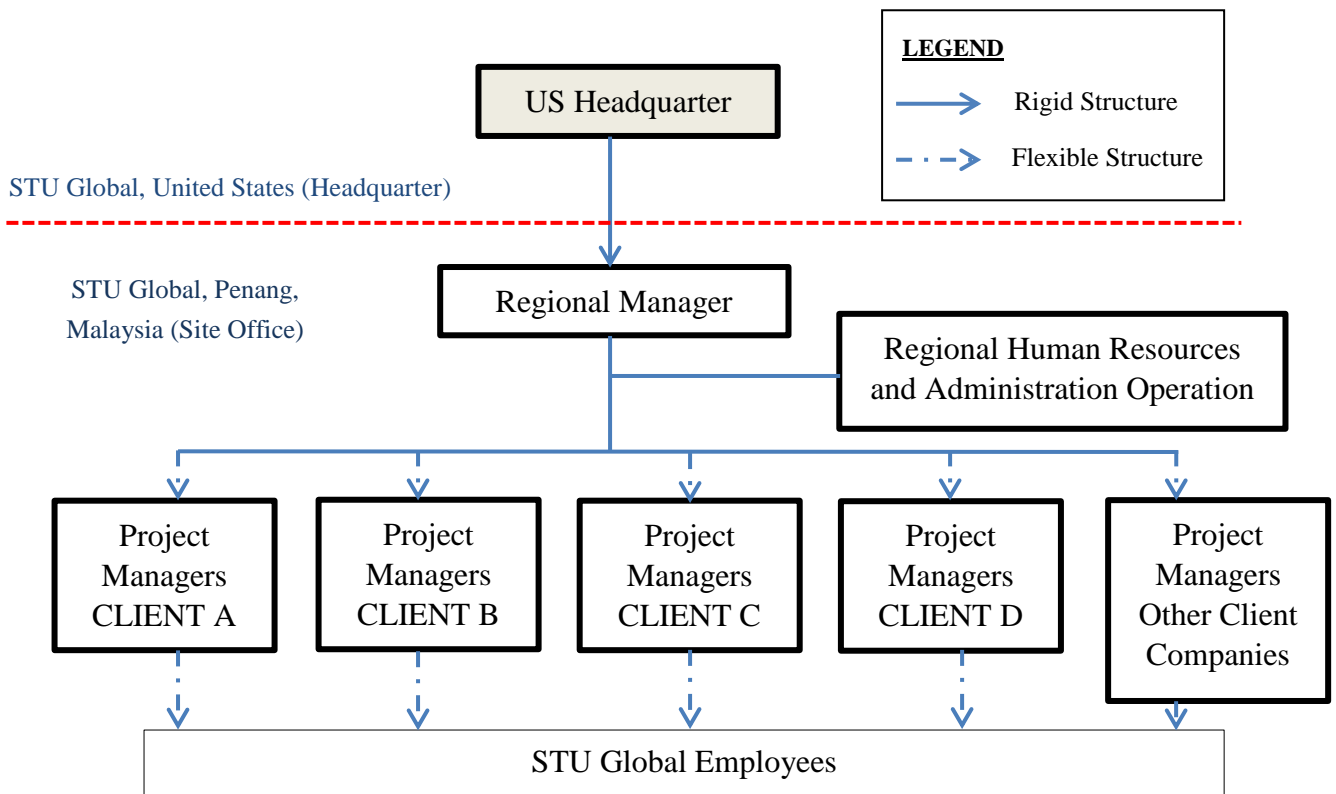 LEGEND
Rigid Structure
Flexible Structure
US Headquarter
STU Global, United States (Headquarter)
STU Global, Penang,
Malaysia (Site Office)
Regional Manager
Regional Human Resources
and Administration Operation
Project
Managers
CLIENT A
Project
Managers
CLIENT B
Project
Managers
CLIENT C
Project
Managers
CLIENT D
Project
Managers
Other Client
Companies
STU Global Employees